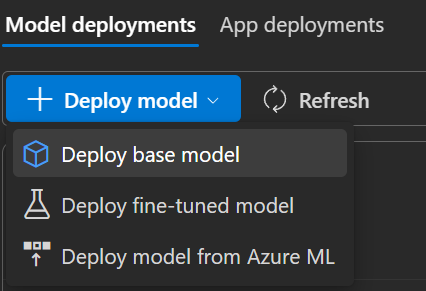 Model deployments App deployments
Deploy model Refresh
Deploy base model
Deploy fine-tuned model
Deploy model from Azure ML